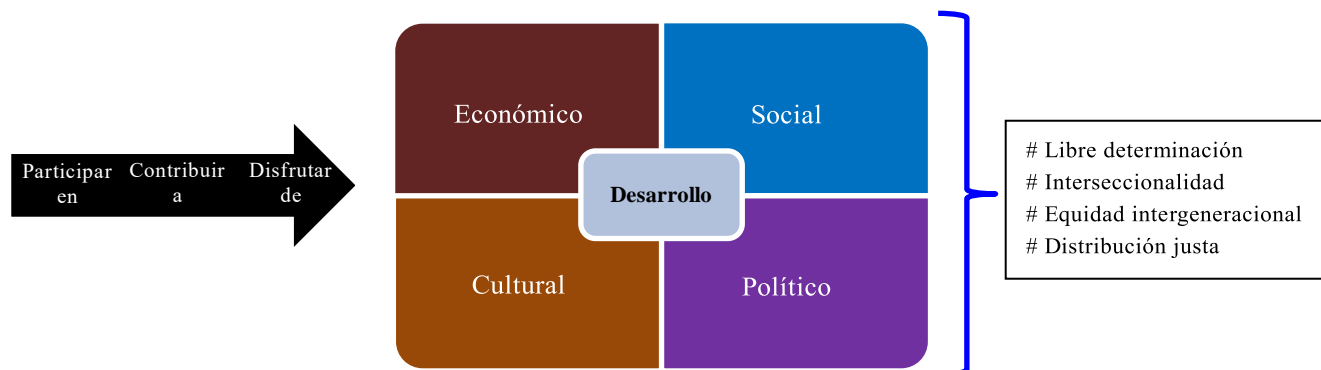 Participar
en
Contribuir
a
Disfrutar
de
Económico
Social
Desarrollo
Cultural
Político
# Libre determinación
# Interseccionalidad
# Equidad intergeneracional
# Distribución justa